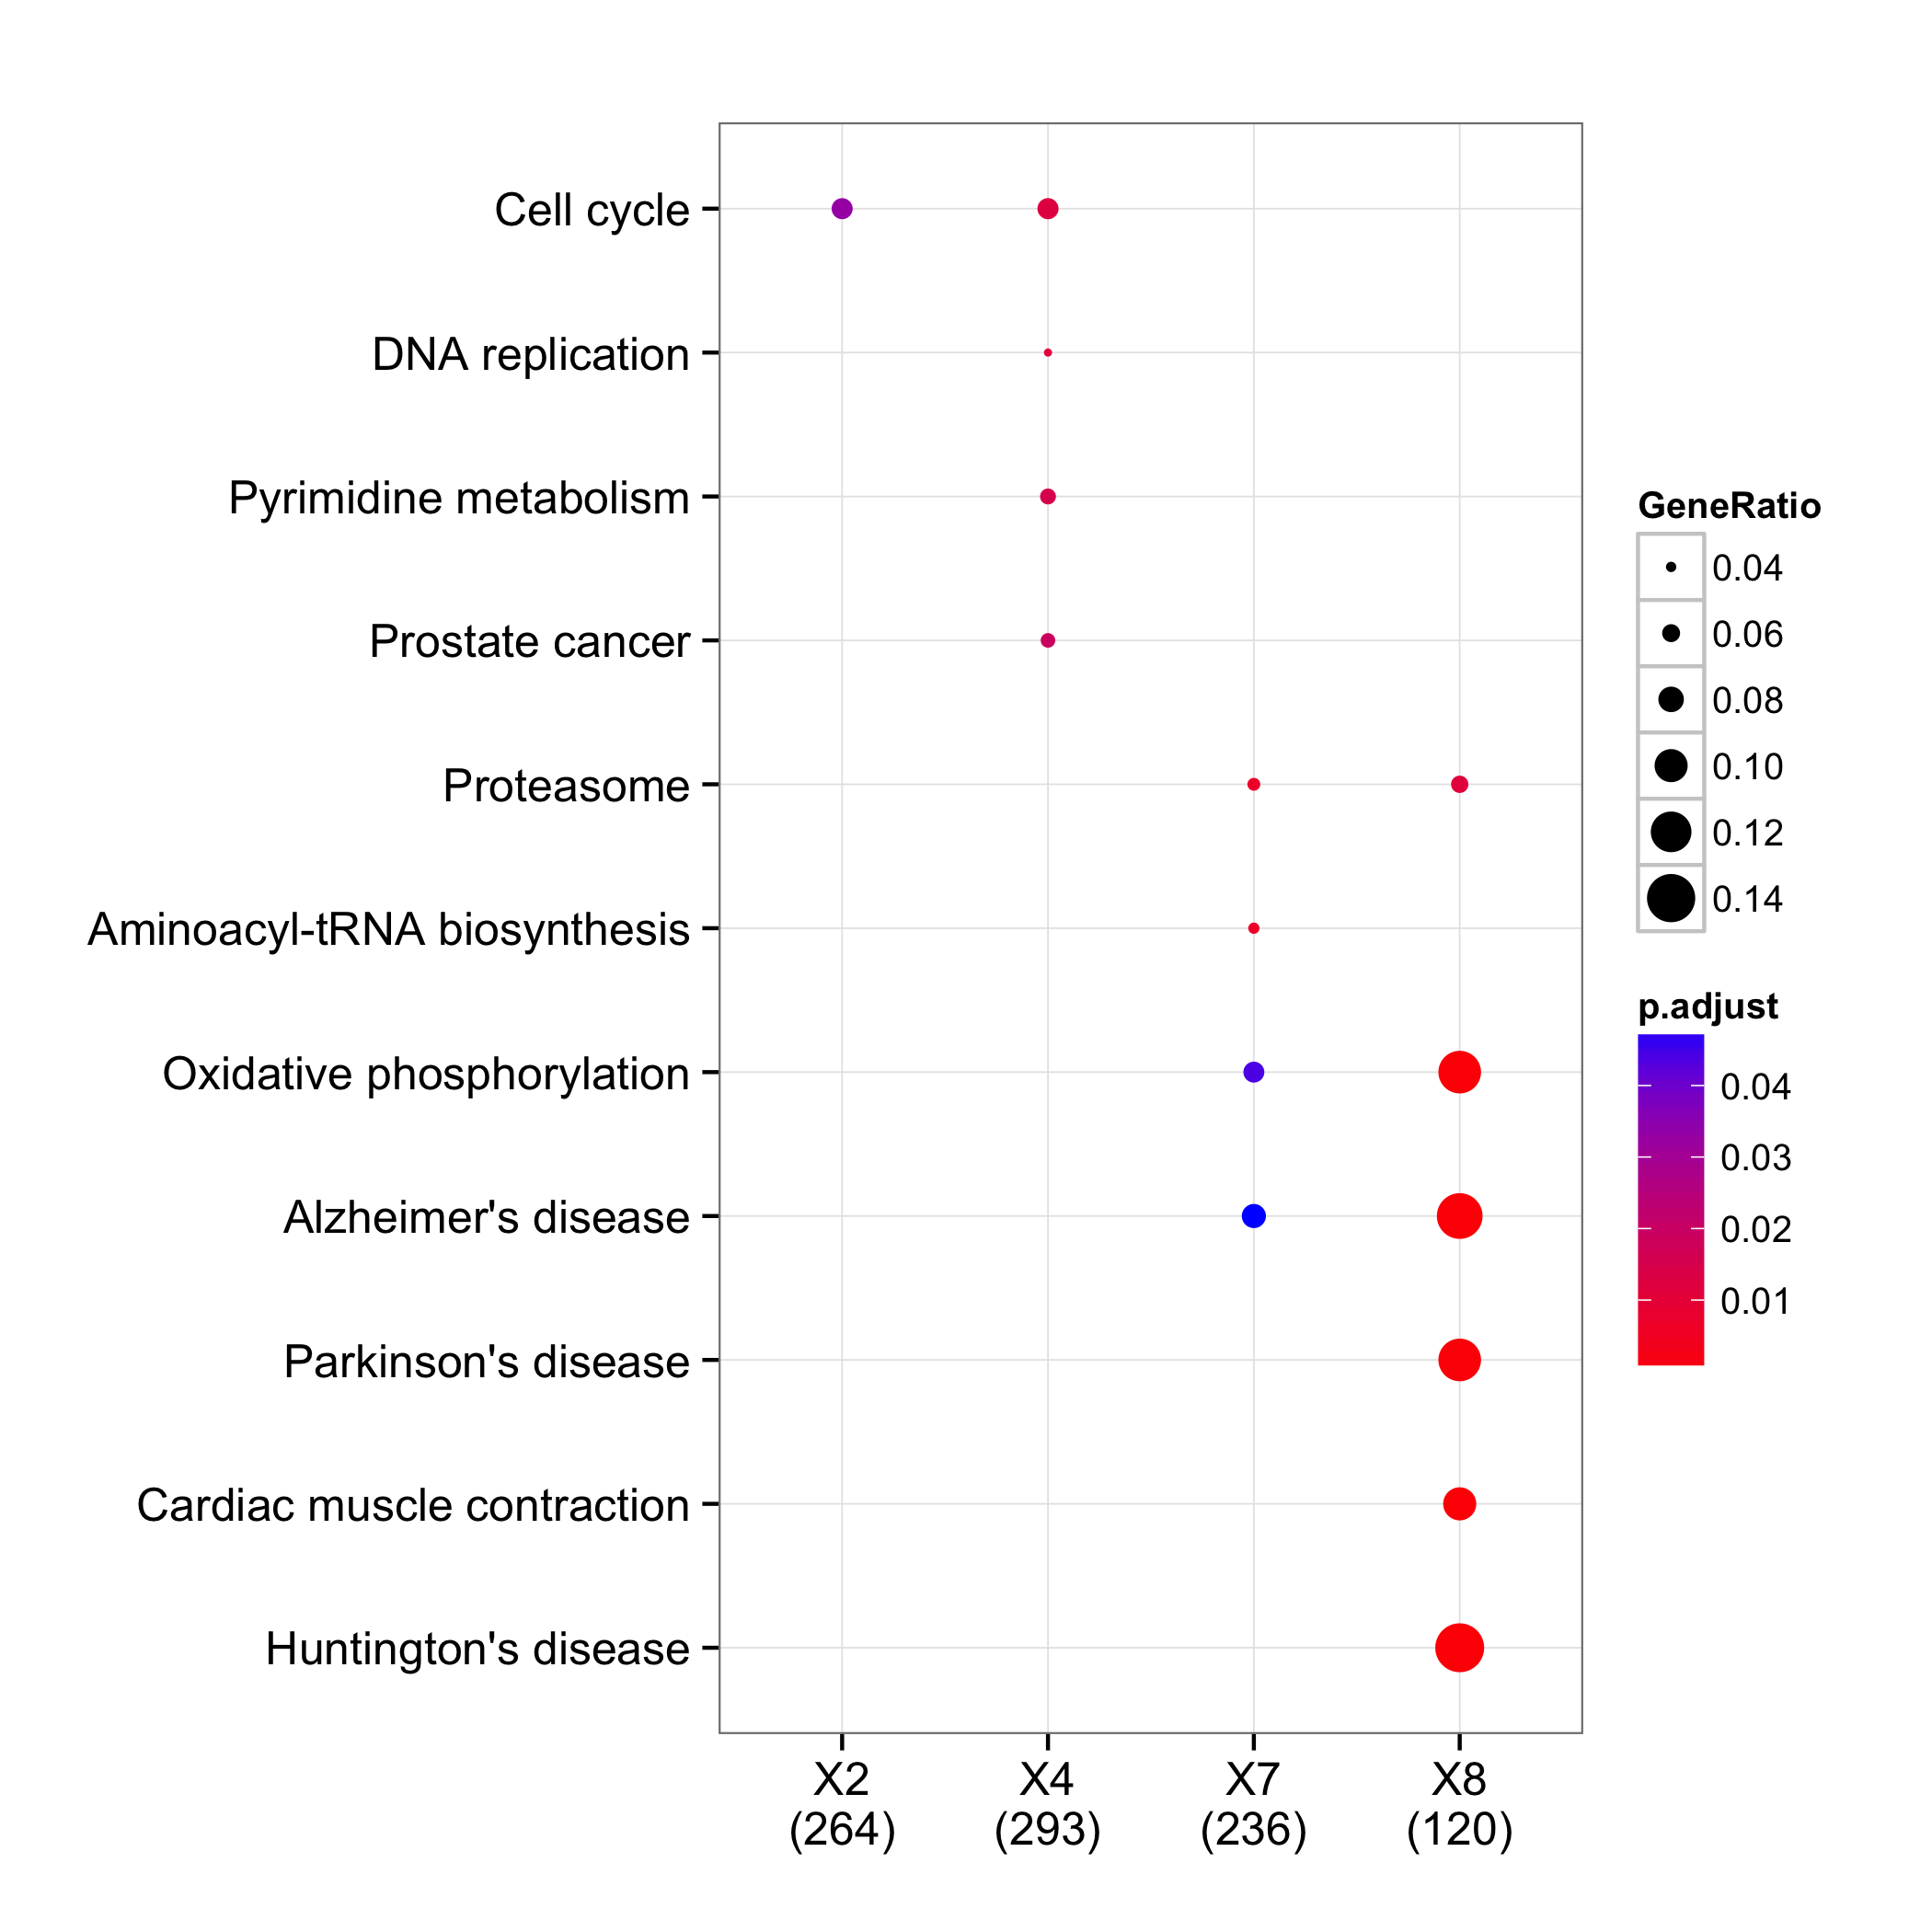 Cell cycle
DNA replication
Pyrimidine metabolism
Prostate cancer
Proteasome
Aminoacyl-tRNA biosynthesis
Oxidative phosphorylation
Alzheimer's disease
Parkinson's disease
Cardiac muscle contraction
Huntington's disease
X2
(264)
X4
(293)
X7
(236)
X8
(120)
GeneRatio
0.04
0.06
0.08
0.10
0.12
0.14
p.adjust
0.04
0.03
0.02
0.01